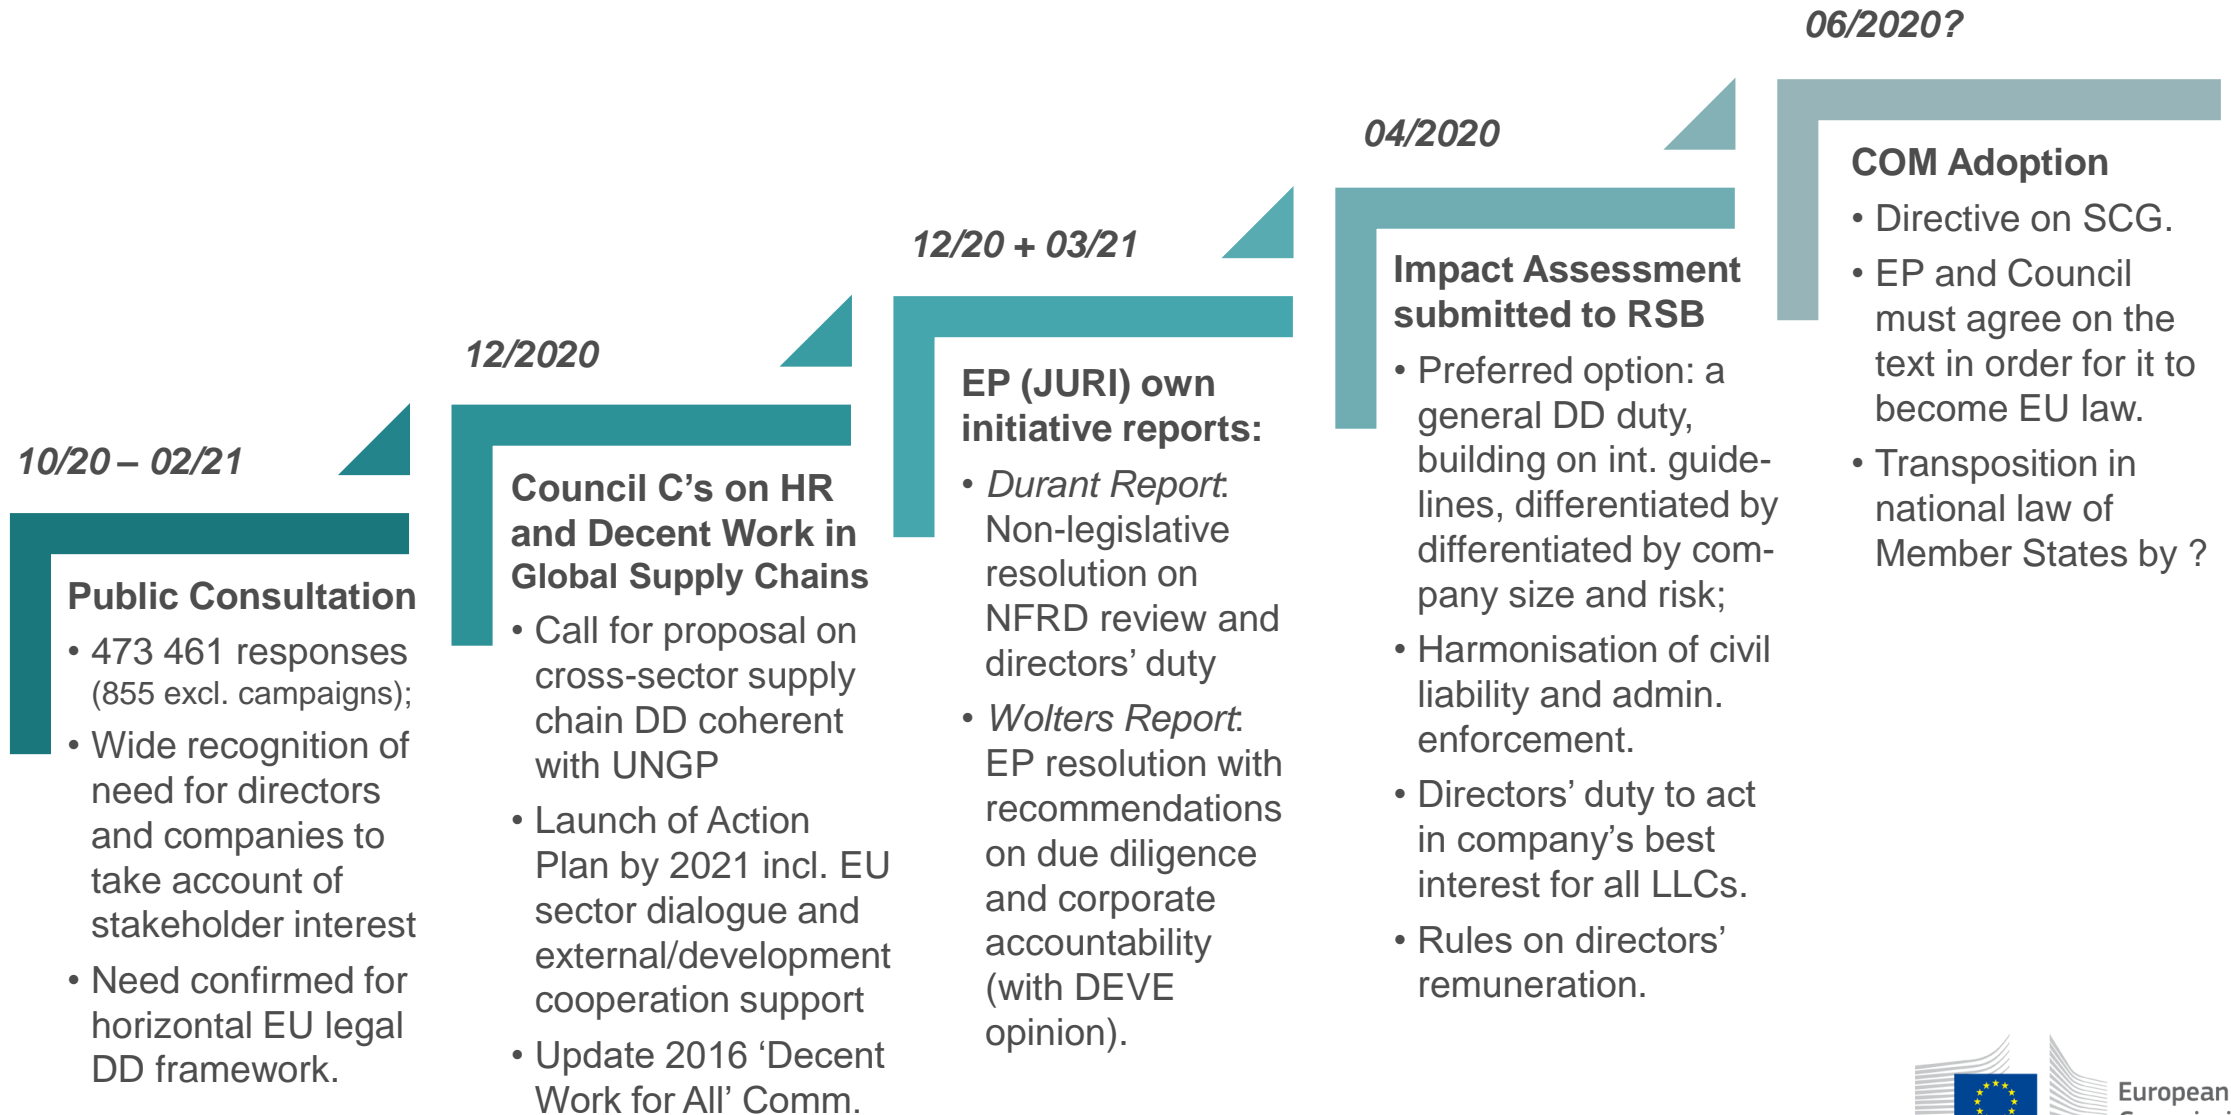 10/20 – 02/21
Public Consultation
• 473 461 responses
(855 excl. campaigns);
• Wide recognition of
need for directors
and companies to
take account of
stakeholder interest
• Need confirmed for
horizontal EU legal
DD framework.
12/2020
Council C’s on HR
and Decent Work in
Global Supply Chains
• Call for proposal on
cross-sector supply
chain DD coherent
with UNGP
• Launch of Action
Plan by 2021 incl. EU
sector dialogue and
external/development
cooperation support
• Update 2016 ‘Decent
Work for All’ Comm.
12/20 + 03/21
EP (JURI) own
initiative reports:
• Durant Report:
Non-legislative
resolution on
NFRD review and
directors’ duty
• Wolters Report:
EP resolution with
recommendations
on due diligence
and corporate
accountability
(with DEVE
opinion).
04/2020
Impact Assessment
submitted to RSB
• Preferred option: a
general DD duty,
building on int. guide-
lines, differentiated by
differentiated by com-
pany size and risk;
• Harmonisation of civil
liability and admin.
enforcement.
• Directors’ duty to act
in company’s best
interest for all LLCs.
• Rules on directors’
remuneration.
06/2020?
COM Adoption
• Directive on SCG.
• EP and Council
must agree on the
text in order for it to
become EU law.
• Transposition in
national law of
Member States by ?
European